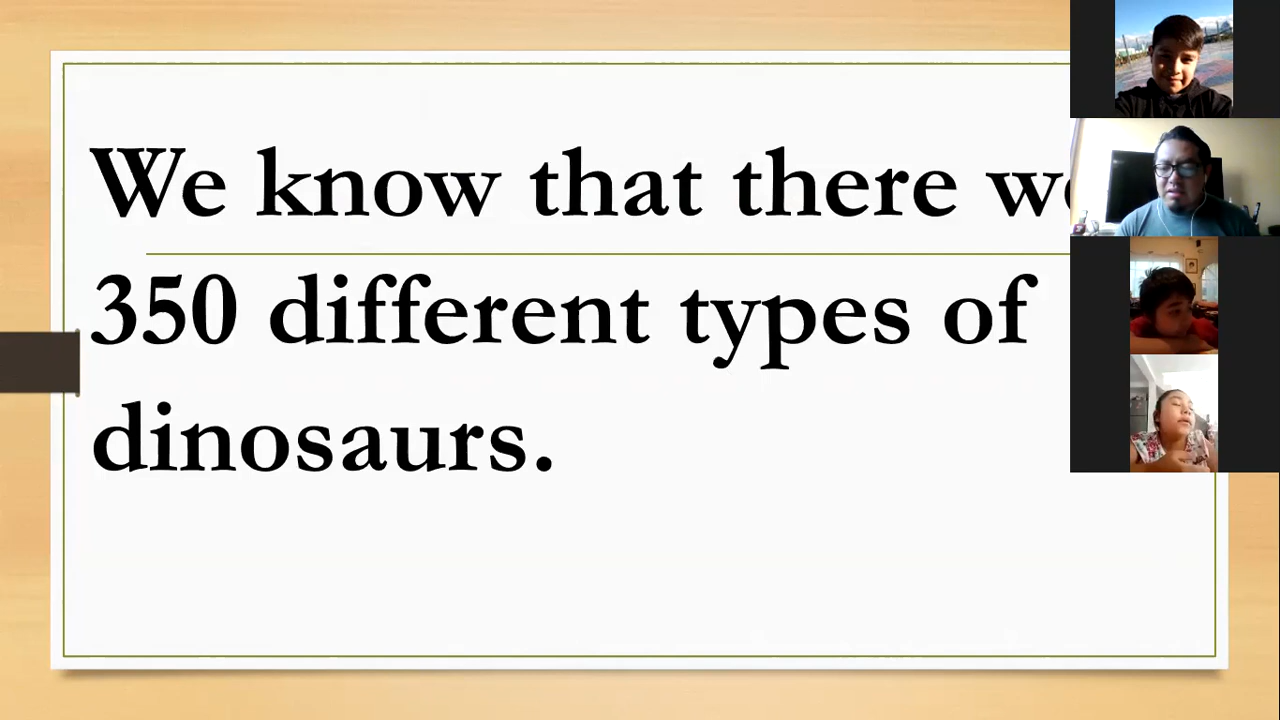 We know that there
350 different types of
dinosaurs.